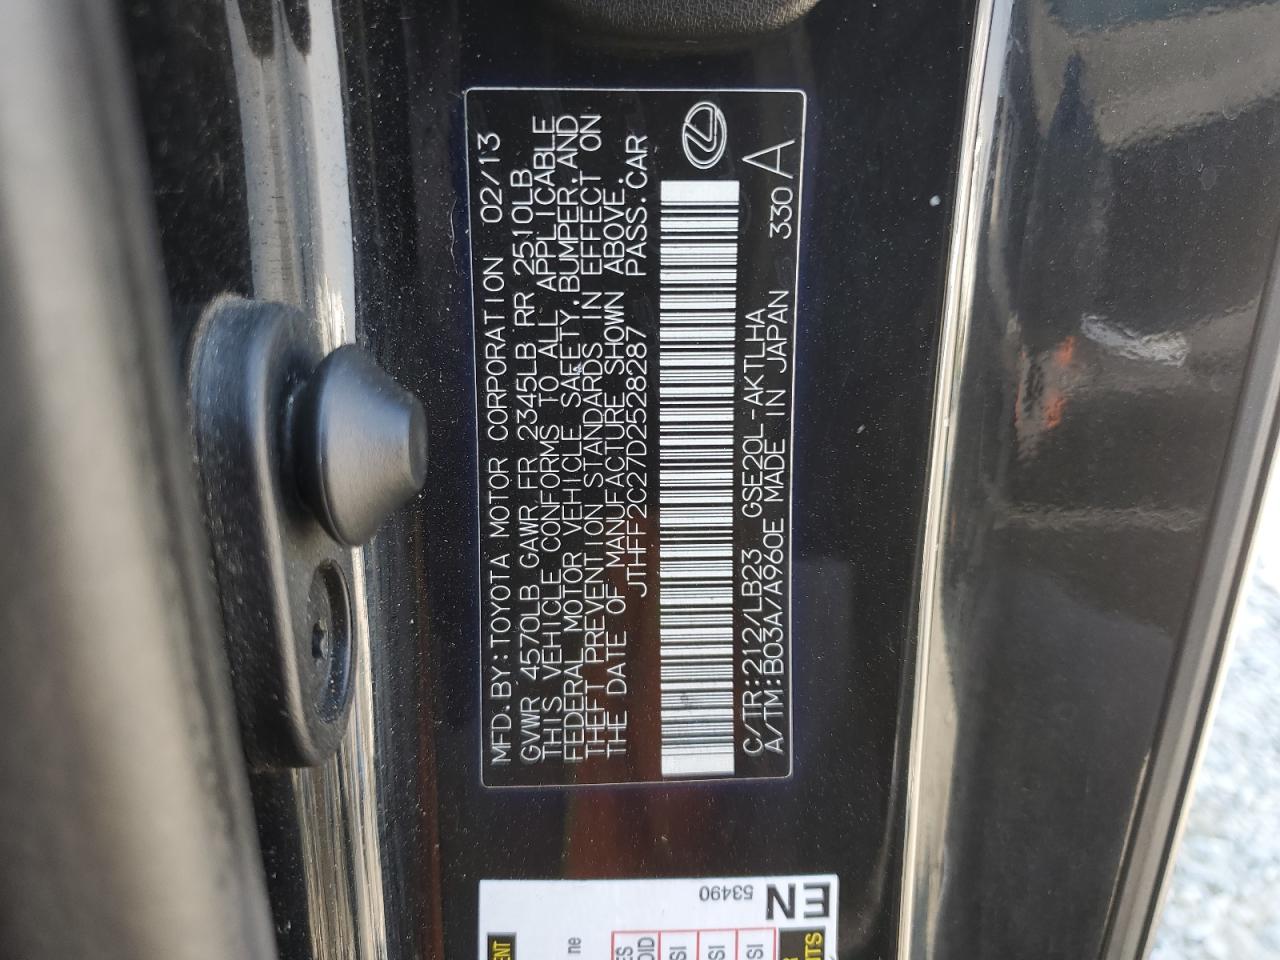 MFD.BY:TOYOTA MOTOR CORPORATION 02/13
GVWR 4570LB GAWR FR 2345LB RR 2510LB
THIS VEHICLE CONFORMS TO ALL APPLICABLE
FEDERAL MOTOR VEHICLE SAFETY.BUMPER.AND
THEFT PREVENTION STANDARDS IN EFFECT ON
THE DATE OF MANUFACTURE SHOWN ABOVE.
JTHFF2C27D2528287 PASS.CAR
C/TR:212/LB23 GSE20L-AKTLHA
A/TM:B03A/A960E MADE IN JAPAN 330 A
EN
53490